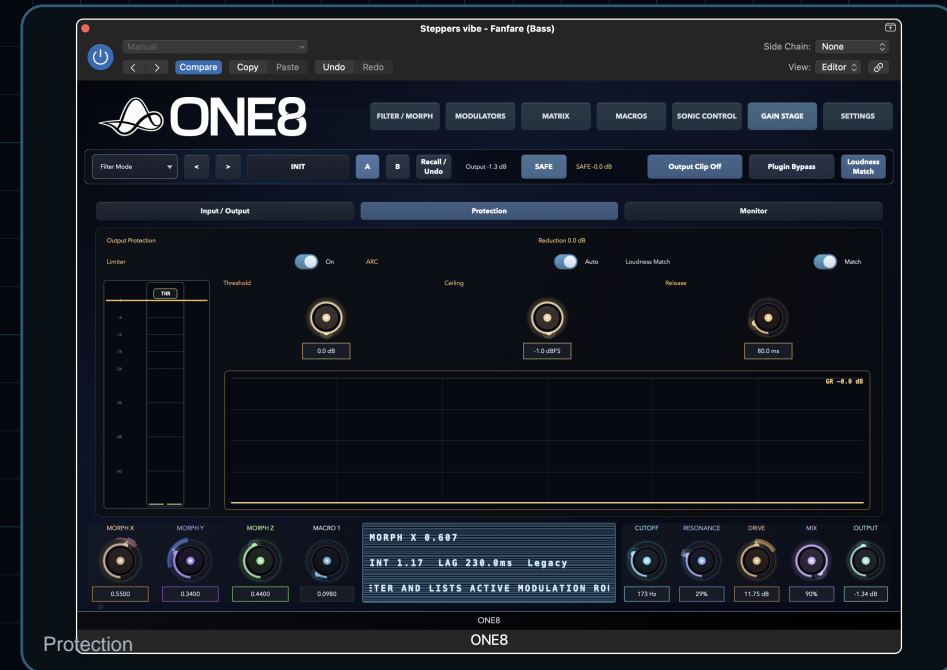 Steppers vibe - Fanfare (Bass)
Manual
Side Chain: None
< > Compare Copy Paste Undo Redo
View: Editor
ONE8
FILTER / MORPH MODULATORS MATRIX MACROS SONIC CONTROL GAIN STAGE SETTINGS
Filter Mode < > INIT A B Recall / Undo Output -1.3 dB SAFE SAFE -0.0 dB Output Clip Off Plugin Bypass Loudness Match
Input / Output Protection Monitor
Output Protection Reduction 0.0 dB
Limiter On ARC Auto Loudness Match Match
Threshold Ceiling Release
THR
0.0 dB -1.0 dBFS 80.0 ms
GR -0.0 dB
MORPH X MORPH Y MORPH Z MACRO 1 CUTOFF RESONANCE DRIVE MIX OUTPUT
MORPH X 0.607
INT 1.17 LAG 230.0ms Legacy
TER AND LISTS ACTIVE MODULATION ROU
0.5500 0.3400 0.4400 0.0980 173 Hz 29% 11.75 dB 90% -1.34 dB
ONE8
ONE8
Protection